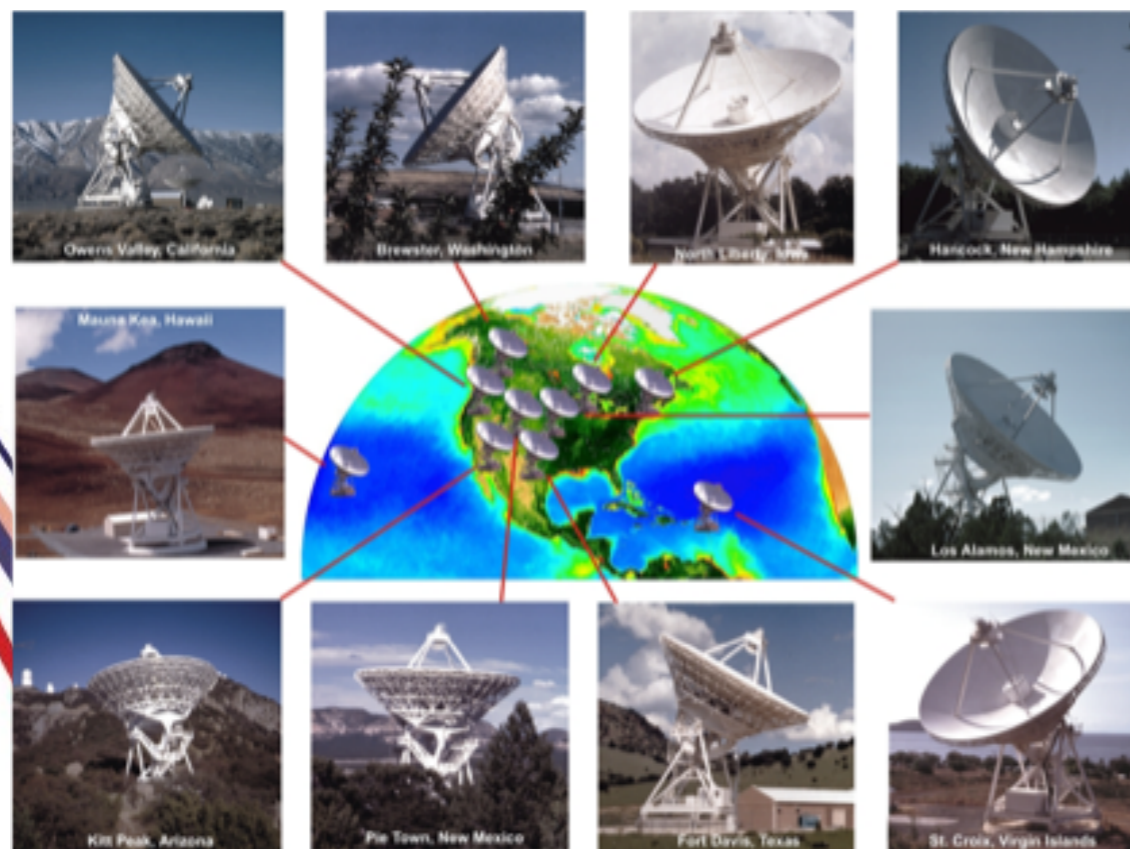 Owens Valley, California
Brewster, Washington
North Liberty, Iowa
Hancock, New Hampshire
Mauna Kea, Hawaii
Los Alamos, New Mexico
Kitt Peak, Arizona
Pie Town, New Mexico
Fort Davis, Texas
St. Croix, Virgin Islands